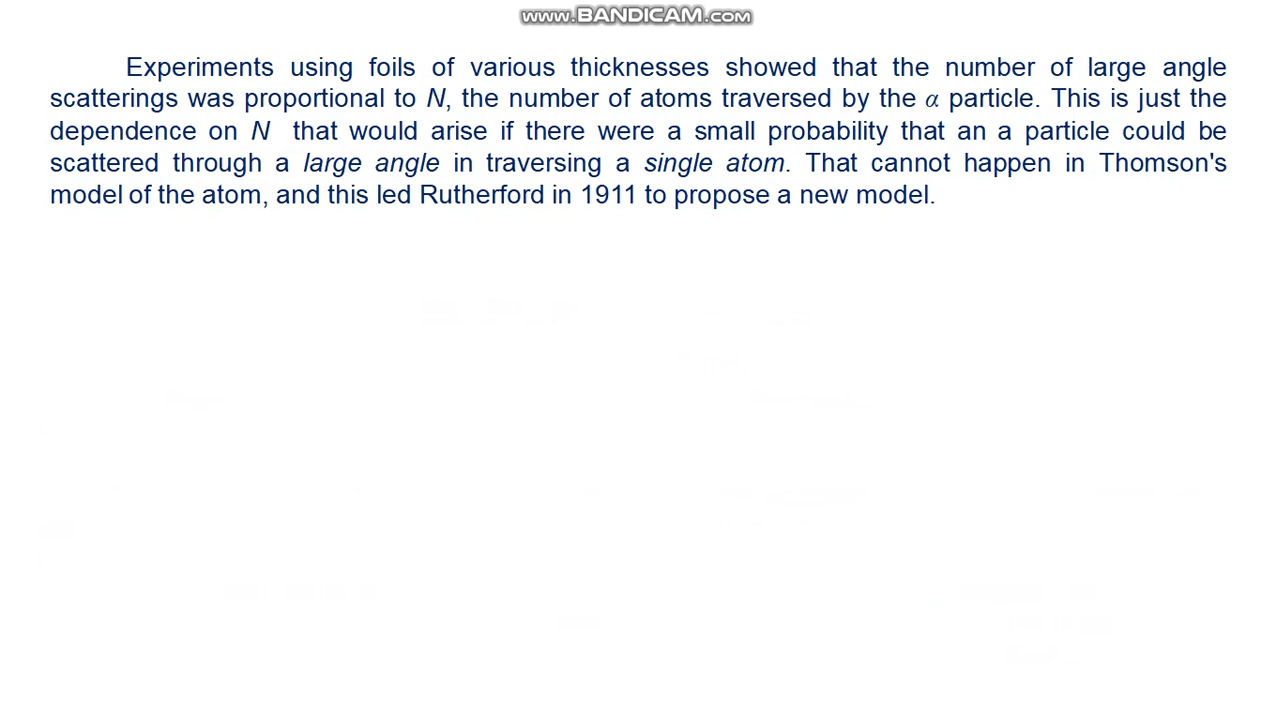 www.BANDICAM.com
Experiments using foils of various thicknesses showed that the number of large angle
scatterings was proportional to N, the number of atoms traversed by the α particle. This is just the
dependence on N that would arise if there were a small probability that an a particle could be
scattered through a large angle in traversing a single atom. That cannot happen in Thomson's
model of the atom, and this led Rutherford in 1911 to propose a new model.